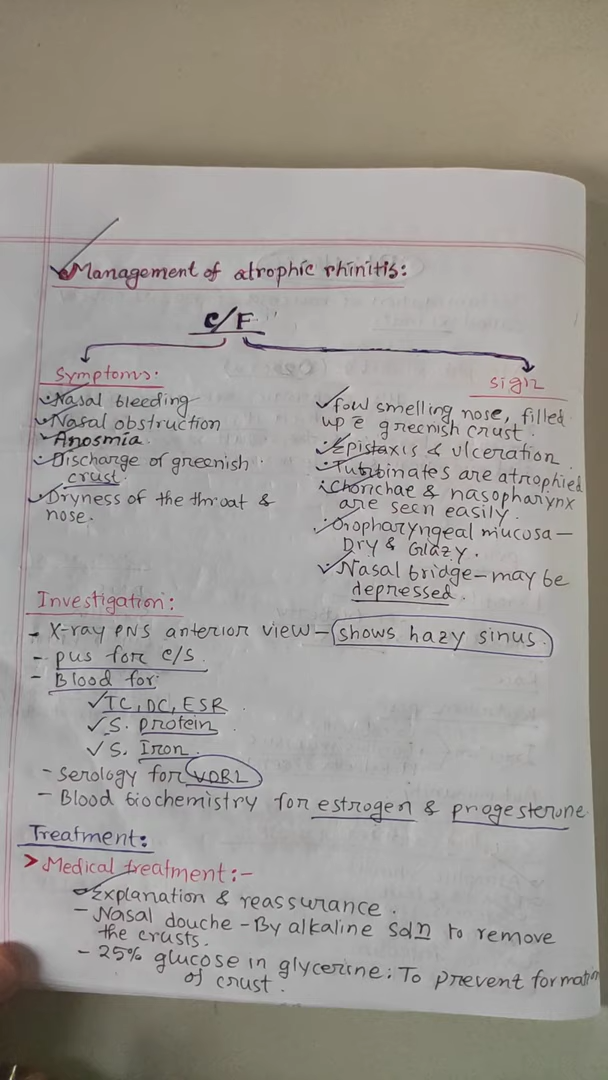 Management of atrophic rhinitis:
C/F
Symptoms:
Nasal bleeding
Nasal obstruction
Anosmia.
Discharge of greenish
crust.
Dryness of the throat &
nose.
sign
foul smelling nose, filled
up c̄ greenish crust.
Epistaxis & ulceration
Tubtbinates are atrophied
Chonchae & nasopharynx
are seen easily.
Oropharyngeal mucosa—
Dry & Glazy.
Nasal bridge—may be
depressed.
Investigation:
- X-ray PNS anterior view—shows hazy sinus.
- pus for c/s.
- Blood for:
✓ TC, DC, ESR
✓ S. protein
✓ S. Iron.
- Serology for VDRL
- Blood biochemistry for estrogen & progesterone
Treatment:
> Medical treatment:-
Explanation & reassurance.
- Nasal douche - By alkaline soln to remove
the crusts.
- 25% glucose in glycerine: To prevent formation
of crust.